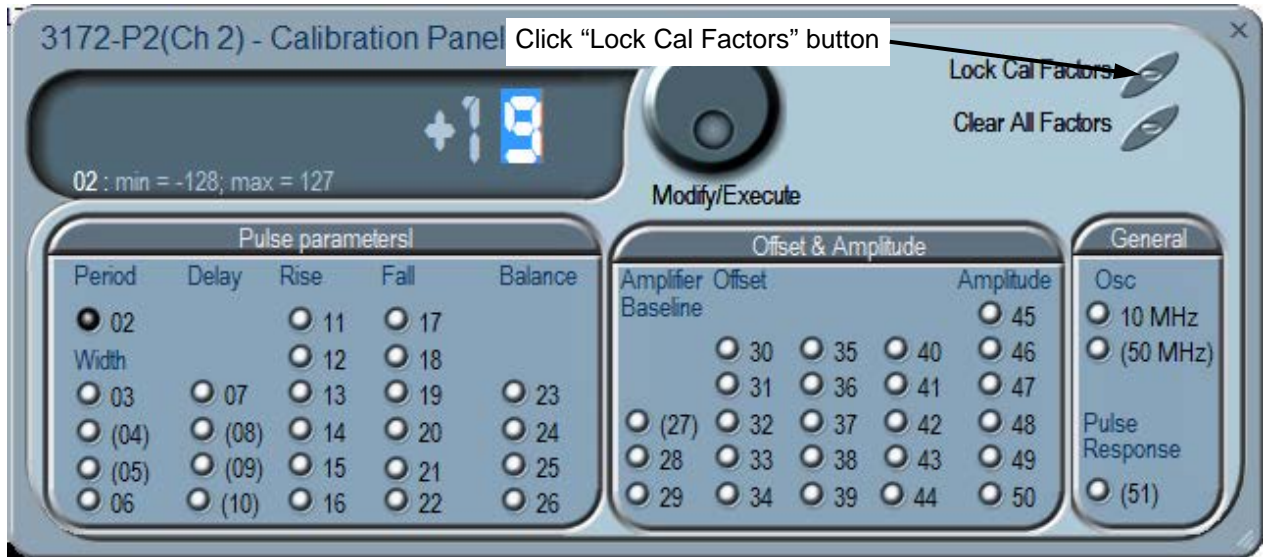 3172-P2(Ch 2) - Calibration Panel
Click “Lock Cal Factors” button
Lock Cal Factors
Clear All Factors
+19
02 : min = -128; max = 127
Modify/Execute
Pulse parametersl
Period Delay Rise Fall Balance
02 11 17
Width 12 18
03 07 13 19 23
(04) (08) 14 20 24
(05) (09) 15 21 25
06 (10) 16 22 26
Offset & Amplitude
Amplifier Offset Amplitude
Baseline 45
30 35 40 46
31 36 41 47
(27) 32 37 42 48
28 33 38 43 49
29 34 39 44 50
General
Osc
10 MHz
(50 MHz)
Pulse
Response
(51)